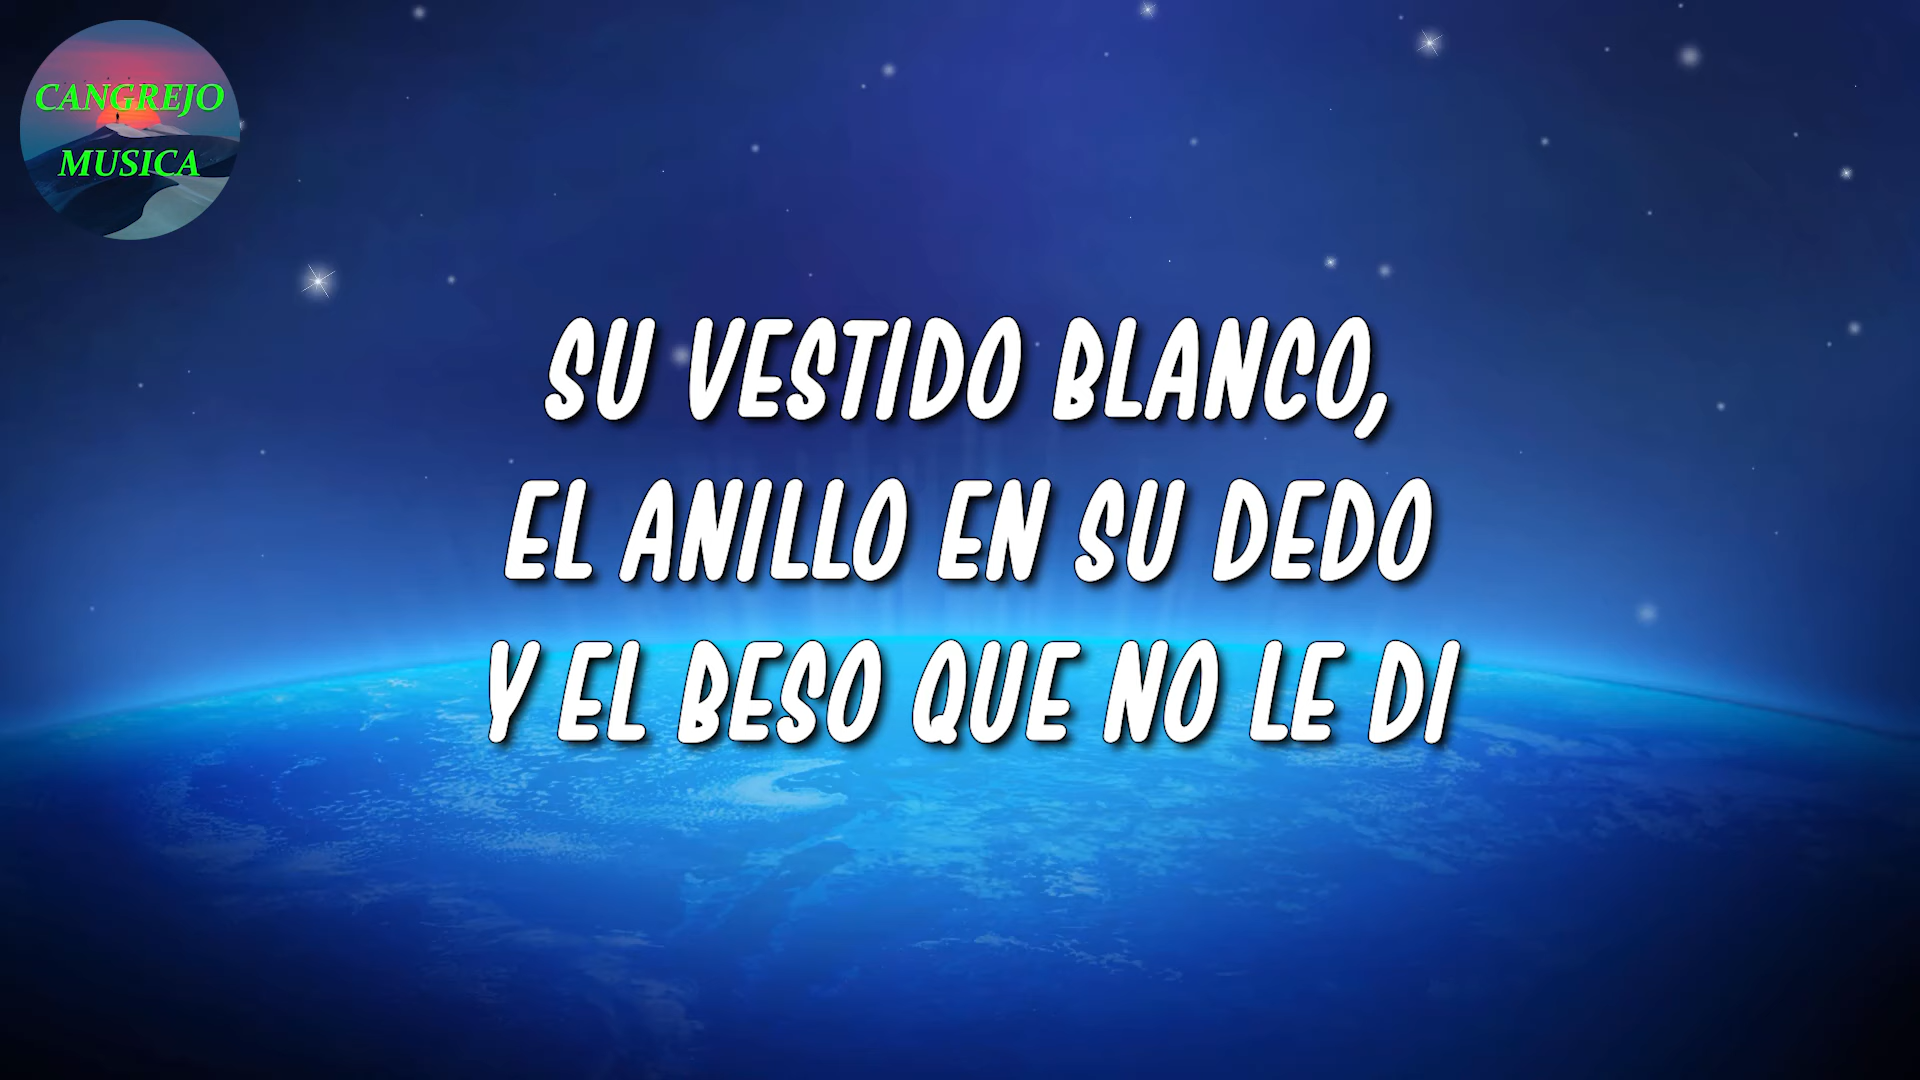 CANGREJO
MUSICA
SU VESTIDO BLANCO,
EL ANILLO EN SU DEDO
Y EL BESO QUE NO LE DI